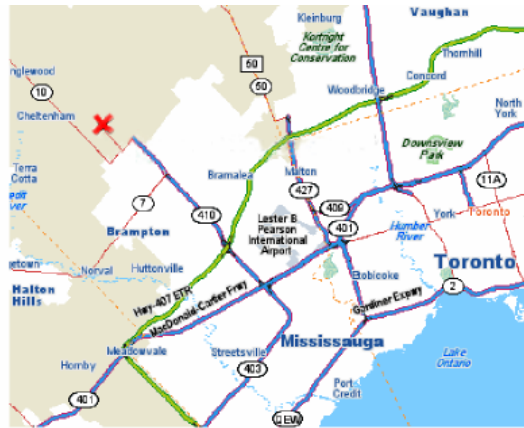 Kleinburg
Vaughan
Kortright
Centre for
Conservation
Thornhill
nglewood
50
50
Concord
10
Woodbridge
Cheltenham
North
York
Downsview
Park
Terra
Cotta
Bramalea
Malton
427
11A
7
410
409
Lester B
Pearson
International
Airport
401
York
Toronto
Brampton
Humber
River
Huttonville
Norval
Etobicoke
Toronto
Halton
Hills
Hwy-407 ETR
MacDonald-Cartier Frwy
Gardiner Expwy
2
Mississauga
Meadowvale
Streetsville
Lake
Ontario
Hornby
403
Port
Credit
401
QEW